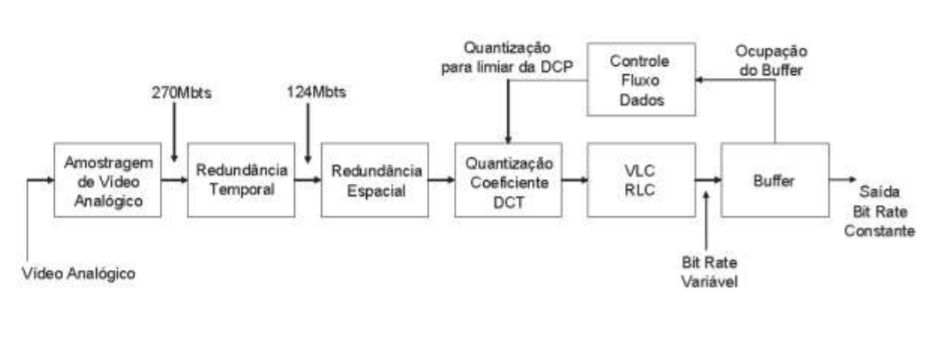 Quantização
para limiar da DCP
Controle
Fluxo
Dados
Ocupação
do Buffer
270Mbts
124Mbts
Amostragem
de Vídeo
Analógico
Redundância
Temporal
Redundância
Espacial
Quantização
Coeficiente
DCT
VLC
RLC
Buffer
Saída
Bit Rate
Constante
Vídeo Analógico
Bit Rate
Variável